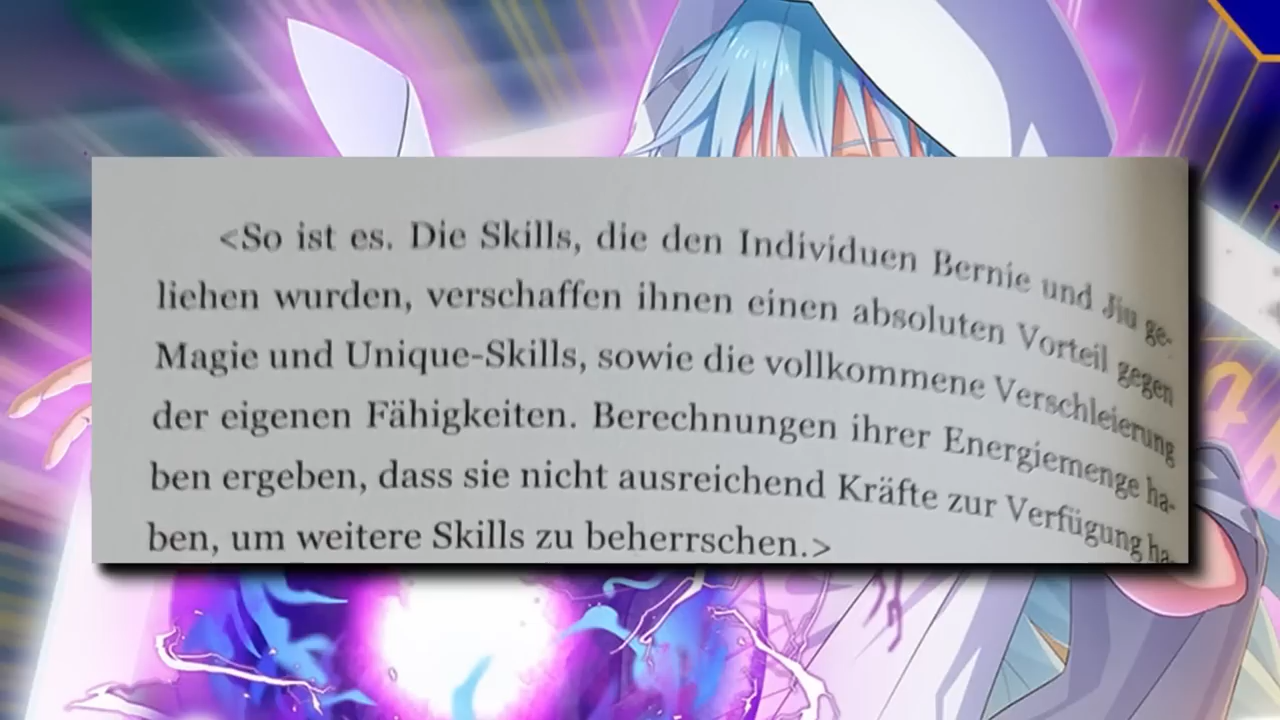 <So ist es. Die Skills, die den Individuen Bernie und Jiu ge-
liehen wurden, verschaffen ihnen einen absoluten Vorteil gegen
Magie und Unique-Skills, sowie die vollkommene Verschleierung
der eigenen Fähigkeiten. Berechnungen ihrer Energiemenge ha-
ben ergeben, dass sie nicht ausreichend Kräfte zur Verfügung ha-
ben, um weitere Skills zu beherrschen.>